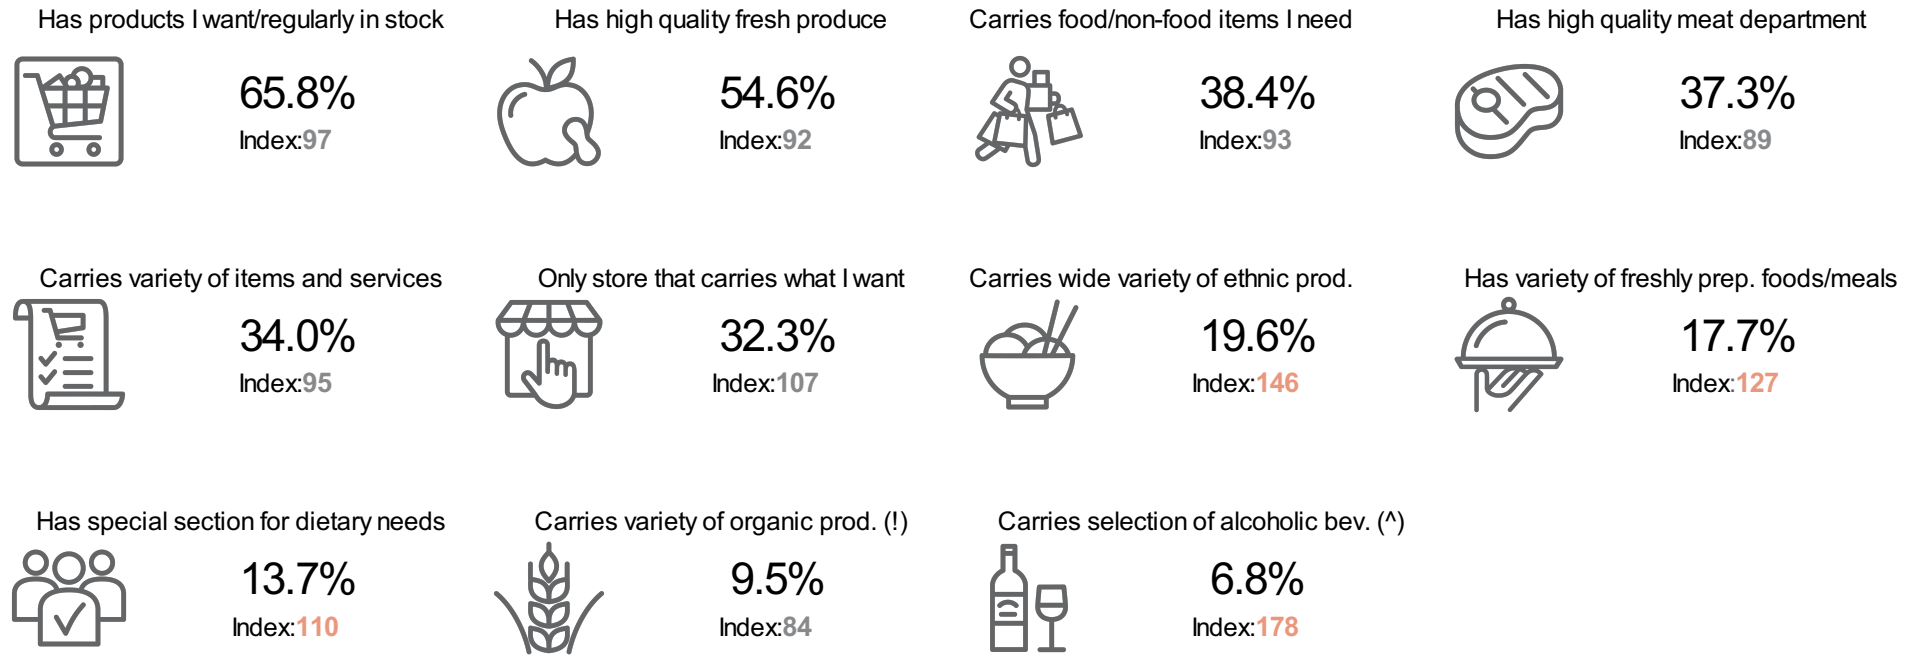 Has products I want/regularly in stock
65.8%
Index:97
Has high quality fresh produce
54.6%
Index:92
Carries food/non-food items I need
38.4%
Index:93
Has high quality meat department
37.3%
Index:89
Carries variety of items and services
34.0%
Index:95
Only store that carries what I want
32.3%
Index:107
Carries wide variety of ethnic prod.
19.6%
Index:146
Has variety of freshly prep. foods/meals
17.7%
Index:127
Has special section for dietary needs
13.7%
Index:110
Carries variety of organic prod. (!)
9.5%
Index:84
Carries selection of alcoholic bev. (^)
6.8%
Index:178